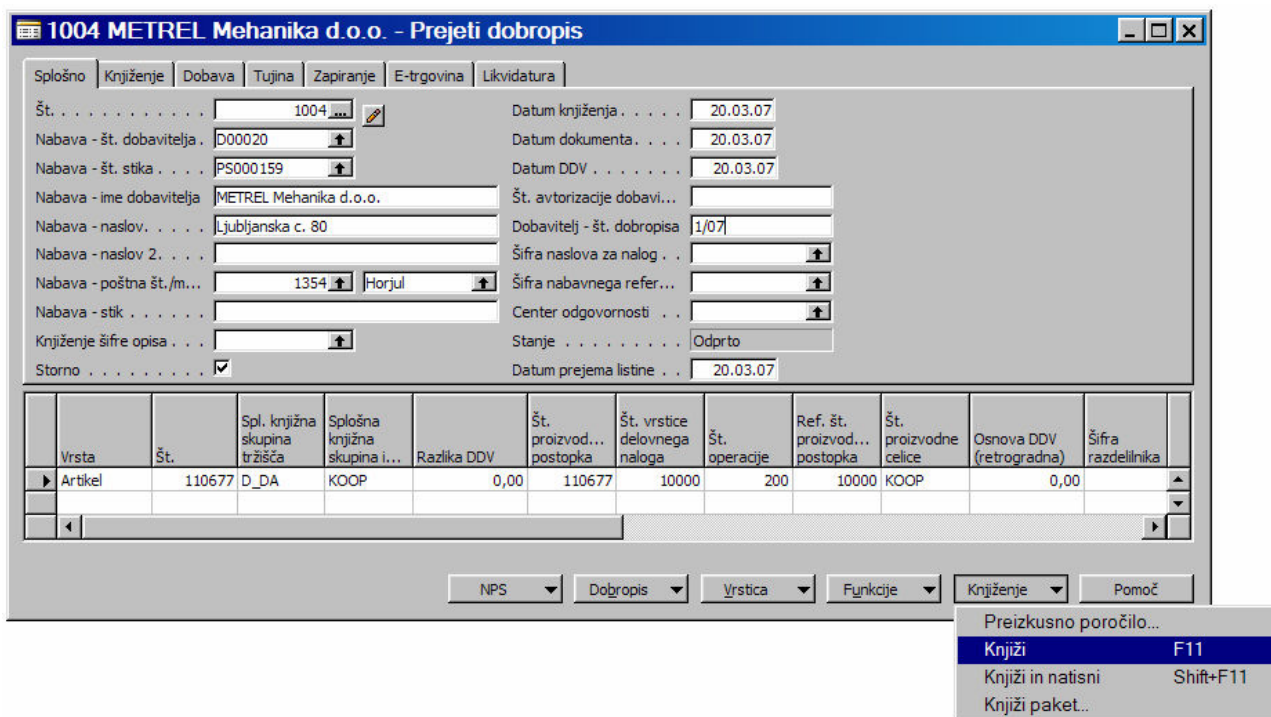 1004 METREL Mehanika d.o.o. - Prejeti dobropis
Splošno Knjiženje Dobava Tujina Zapiranje E-trgovina Likvidatura
Št. . . . . . . . . . . . . 1004 ... Datum knjiženja. . . . . 20.03.07
Nabava - št. dobavitelja. D00020 Datum dokumenta. . . . 20.03.07
Nabava - št. stika . . . . PS000159 Datum DDV . . . . . . . 20.03.07
Nabava - ime dobavitelja METREL Mehanika d.o.o. Št. avtorizacije dobavi...
Nabava - naslov. . . . . Ljubljanska c. 80 Dobavitelj - št. dobropisa 1/07
Nabava - naslov 2. . . . Šifra naslova za nalog . .
Nabava - poštna št./m... 1354 Horjul Šifra nabavnega refer...
Nabava - stik . . . . . . Center odgovornosti . .
Knjiženje šifre opisa . . . Stanje . . . . . . . . . Odprto
Storno . . . . . . . . . Datum prejema listine . . 20.03.07
Vrsta Št. Spl. knjižna skupina tržišča Splošna knjižna skupina i... Razlika DDV Št. proizvod... postopka Št. vrstice delovnega naloga Št. operacije Ref. št. proizvod... postopka Št. proizvodne celice Osnova DDV (retrogradna) Šifra razdelilnika
Artikel 110677 D_DA KOOP 0,00 110677 10000 200 10000 KOOP 0,00
NPS Dobropis Vrstica Funkcije Knjiženje Pomoč
Preizkusno poročilo...
Knjiži F11
Knjiži in natisni Shift+F11
Knjiži paket...